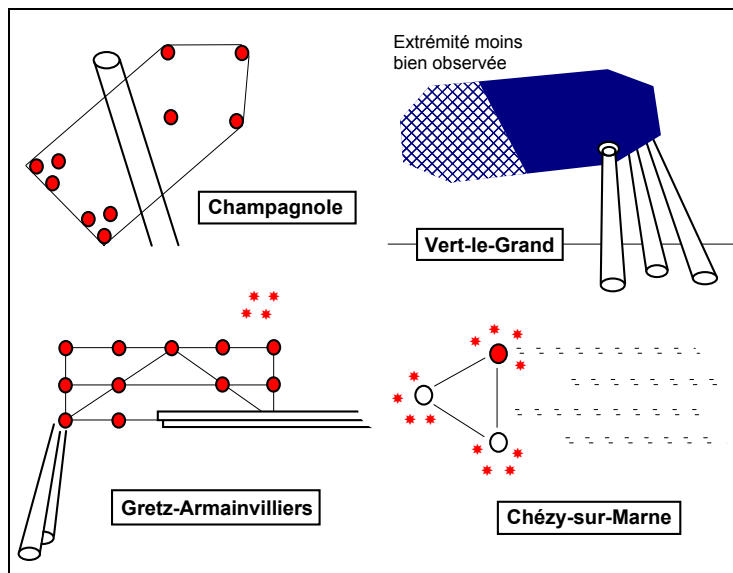 Extrémité moins
bien observée
Champagnole
Vert-le-Grand
Gretz-Armainvilliers
Chézy-sur-Marne